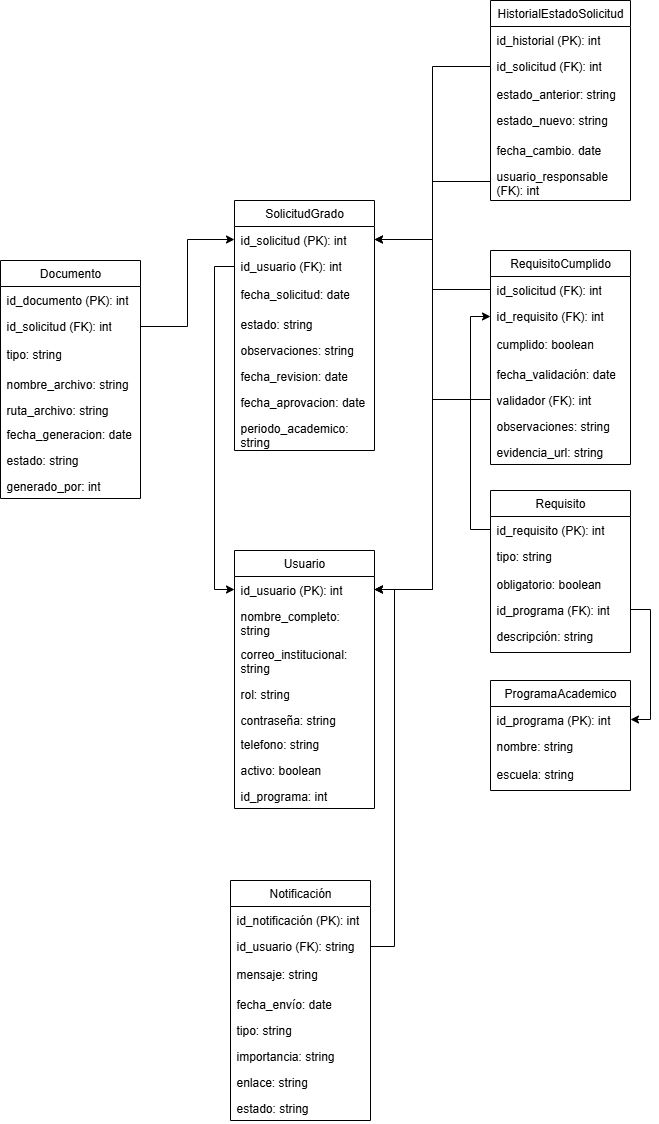 HistorialEstadoSolicitud
id_historial (PK): int
id_solicitud (FK): int
estado_anterior: string
estado_nuevo: string
fecha_cambio. date
usuario_responsable
(FK): int
SolicitudGrado
id_solicitud (PK): int
id_usuario (FK): int
fecha_solicitud: date
estado: string
observaciones: string
fecha_revision: date
fecha_aprovacion: date
periodo_academico:
string
Documento
id_documento (PK): int
id_solicitud (FK): int
tipo: string
nombre_archivo: string
ruta_archivo: string
fecha_generacion: date
estado: string
generado_por: int
RequisitoCumplido
id_solicitud (FK): int
id_requisito (FK): int
cumplido: boolean
fecha_validación: date
validador (FK): int
observaciones: string
evidencia_url: string
Requisito
id_requisito (PK): int
tipo: string
obligatorio: boolean
id_programa (FK): int
descripción: string
Usuario
id_usuario (PK): int
nombre_completo:
string
correo_institucional:
string
rol: string
contraseña: string
telefono: string
activo: boolean
id_programa: int
ProgramaAcademico
id_programa (PK): int
nombre: string
escuela: string
Notificación
id_notificación (PK): int
id_usuario (FK): string
mensaje: string
fecha_envío: date
tipo: string
importancia: string
enlace: string
estado: string